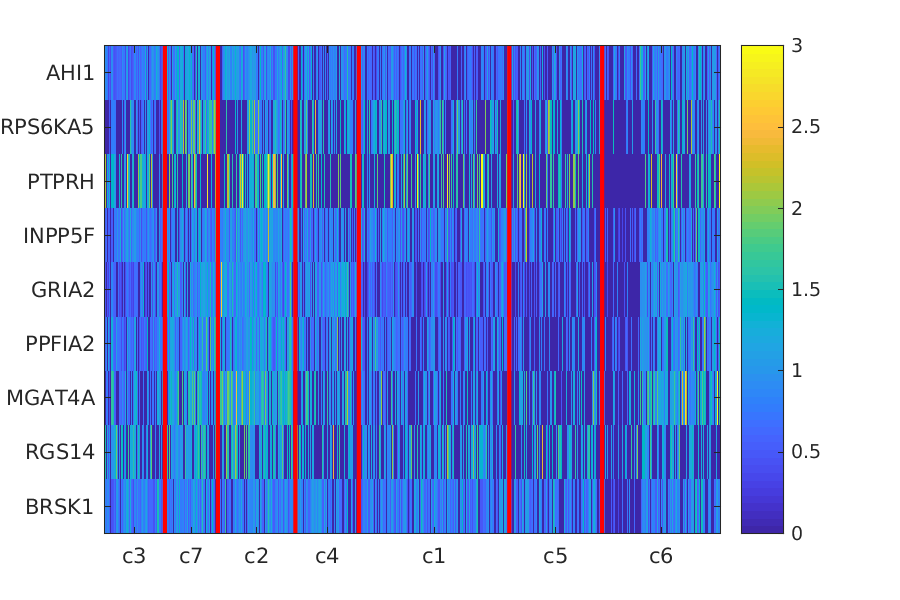 AHI1
RPS6KA5
PTPRH
INPP5F
GRIA2
PPFIA2
MGAT4A
RGS14
BRSK1
c3 c7 c2 c4 c1 c5 c6
3
2.5
2
1.5
1
0.5
0